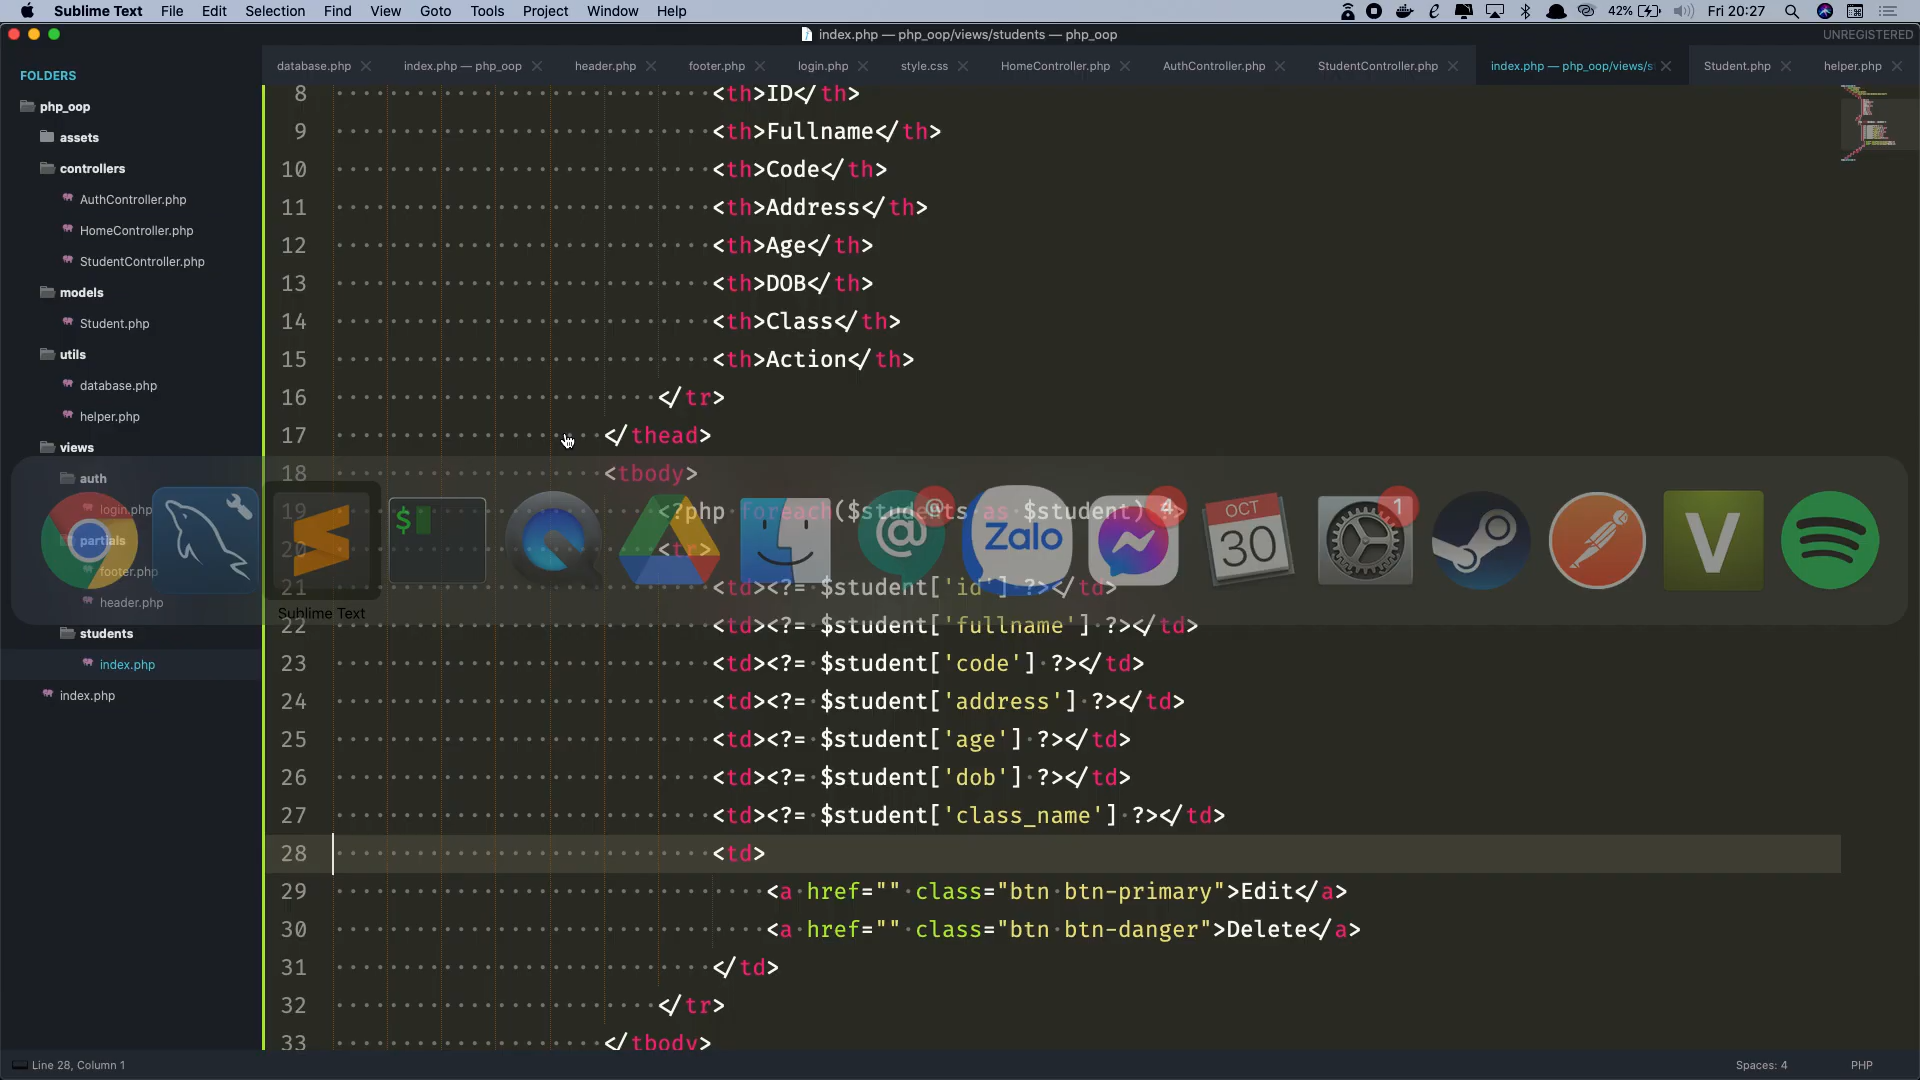 Sublime Text File Edit Selection Find View Goto Tools Project Window Help 42% Fri 20:27
index.php — php_oop/views/students — php_oop UNREGISTERED
FOLDERS
php_oop
assets
controllers
AuthController.php
HomeController.php
StudentController.php
models
Student.php
utils
database.php
helper.php
views
auth
login.php
partials
footer.php
header.php
students
index.php
index.php
database.php index.php — php_oop header.php footer.php login.php style.css HomeController.php AuthController.php StudentController.php index.php — php_oop/views/s Student.php helper.php
8 <th>ID</th>
9 <th>Fullname</th>
10 <th>Code</th>
11 <th>Address</th>
12 <th>Age</th>
13 <th>DOB</th>
14 <th>Class</th>
15 <th>Action</th>
16 </tr>
17 </thead>
18 <tbody>
19 <?php foreach($students as $student) ?>
20 <tr>
21 <td><?= $student['id'] ?></td>
22 <td><?= $student['fullname'] ?></td>
23 <td><?= $student['code'] ?></td>
24 <td><?= $student['address'] ?></td>
25 <td><?= $student['age'] ?></td>
26 <td><?= $student['dob'] ?></td>
27 <td><?= $student['class_name'] ?></td>
28 <td>
29 <a href="" class="btn btn-primary">Edit</a>
30 <a href="" class="btn btn-danger">Delete</a>
31 </td>
32 </tr>
33 </tbody>
$
@
@
Zalo
4
OCT
30
1
V
Sublime Text
Line 28, Column 1 Spaces: 4 PHP